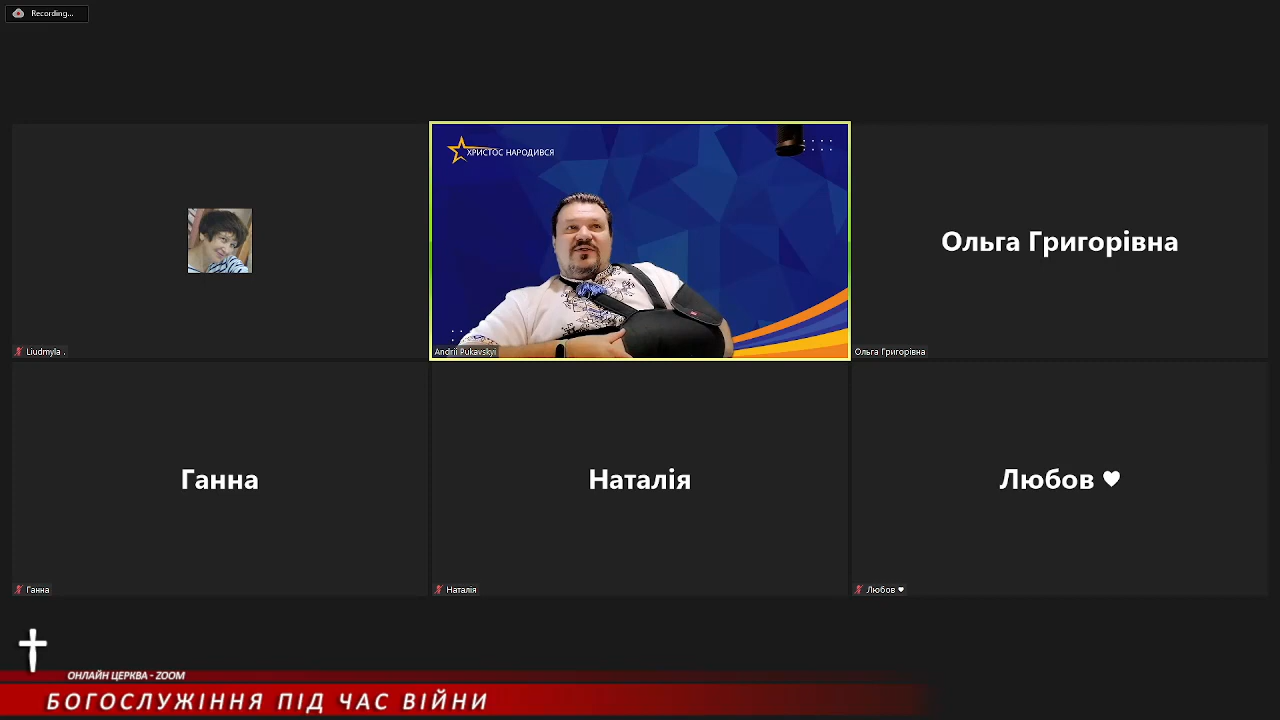 Recording...
ХРИСТОС НАРОДИВСЯ
Ольга Григорівна
Liudmyla .
Andrii Pukavskyi
Ольга Григорівна
Ганна
Наталія
Любов ♥
Ганна
Наталія
Любов ♥
ОНЛАЙН ЦЕРКВА - ZOOM
БОГОСЛУЖІННЯ ПІД ЧАС ВІЙНИ